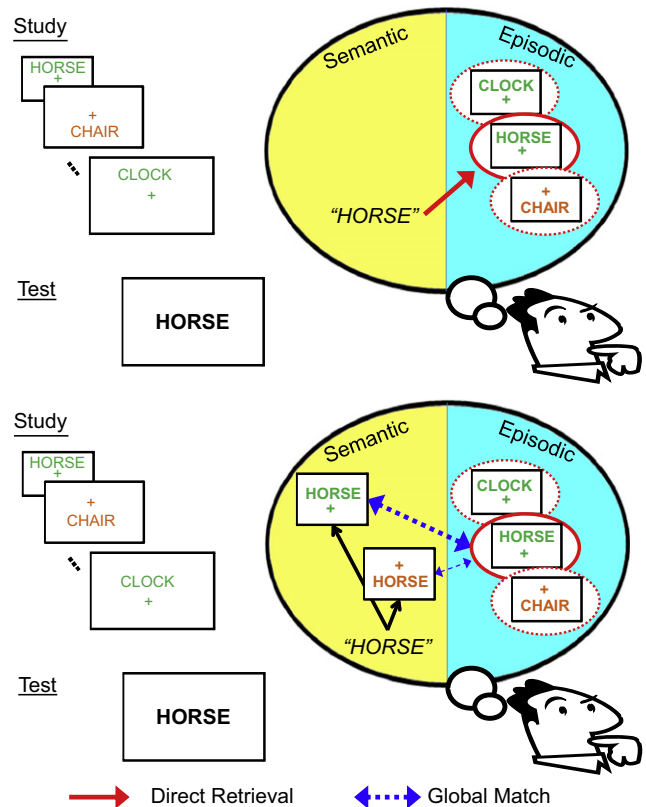 Study
HORSE
+
+
CHAIR
CLOCK
+
Test
HORSE
Semantic
Episodic
CLOCK
+
HORSE
+
+
CHAIR
“HORSE”
Study
HORSE
+
+
CHAIR
CLOCK
+
Test
HORSE
Semantic
Episodic
HORSE
+
+
HORSE
“HORSE”
CLOCK
+
HORSE
+
+
CHAIR
Direct Retrieval
Global Match